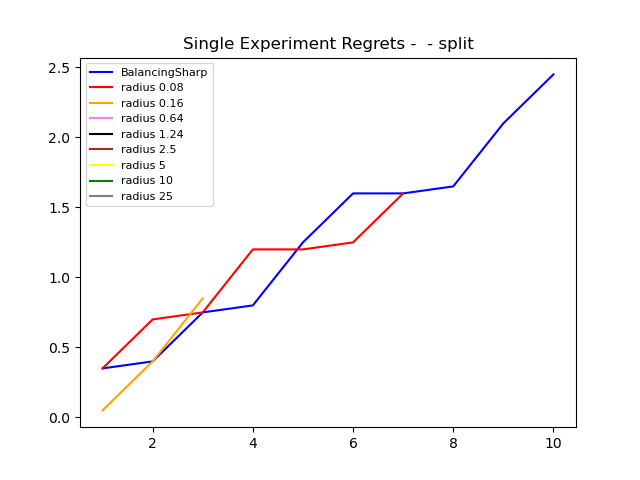 Single Experiment Regrets -  - split
BalancingSharp
radius 0.08
radius 0.16
radius 0.64
radius 1.24
radius 2.5
radius 5
radius 10
radius 25
2.5
2.0
1.5
1.0
0.5
0.0
2 4 6 8 10